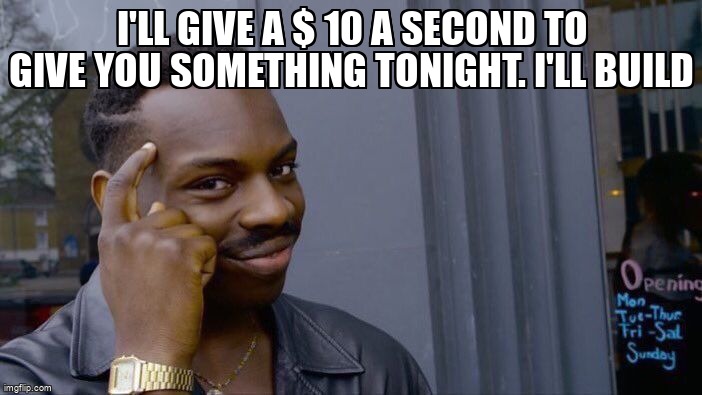 I'LL GIVE A $ 10 A SECOND TO
GIVE YOU SOMETHING TONIGHT. I'LL BUILD
Opening
Mon
Tue-Thur
Fri-Sat
Sunday
imgflip.com